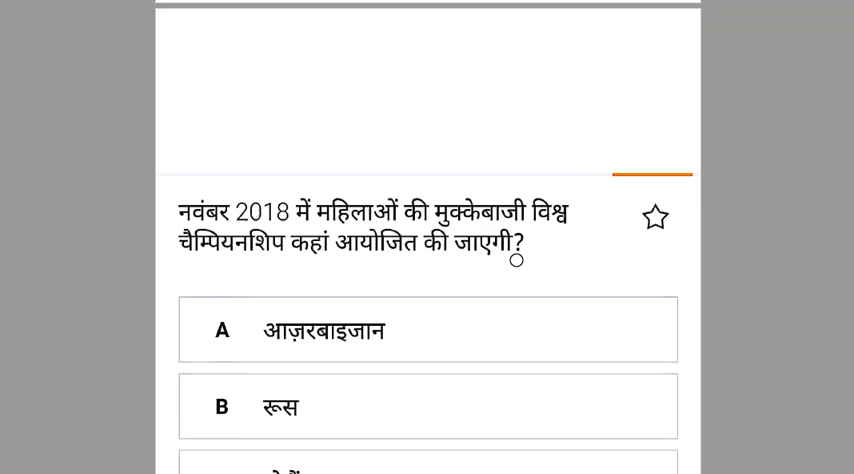 नवंबर 2018 में महिलाओं की मुक्केबाजी विश्व
चैम्पियनशिप कहां आयोजित की जाएगी?
A आज़रबाइजान
B रूस